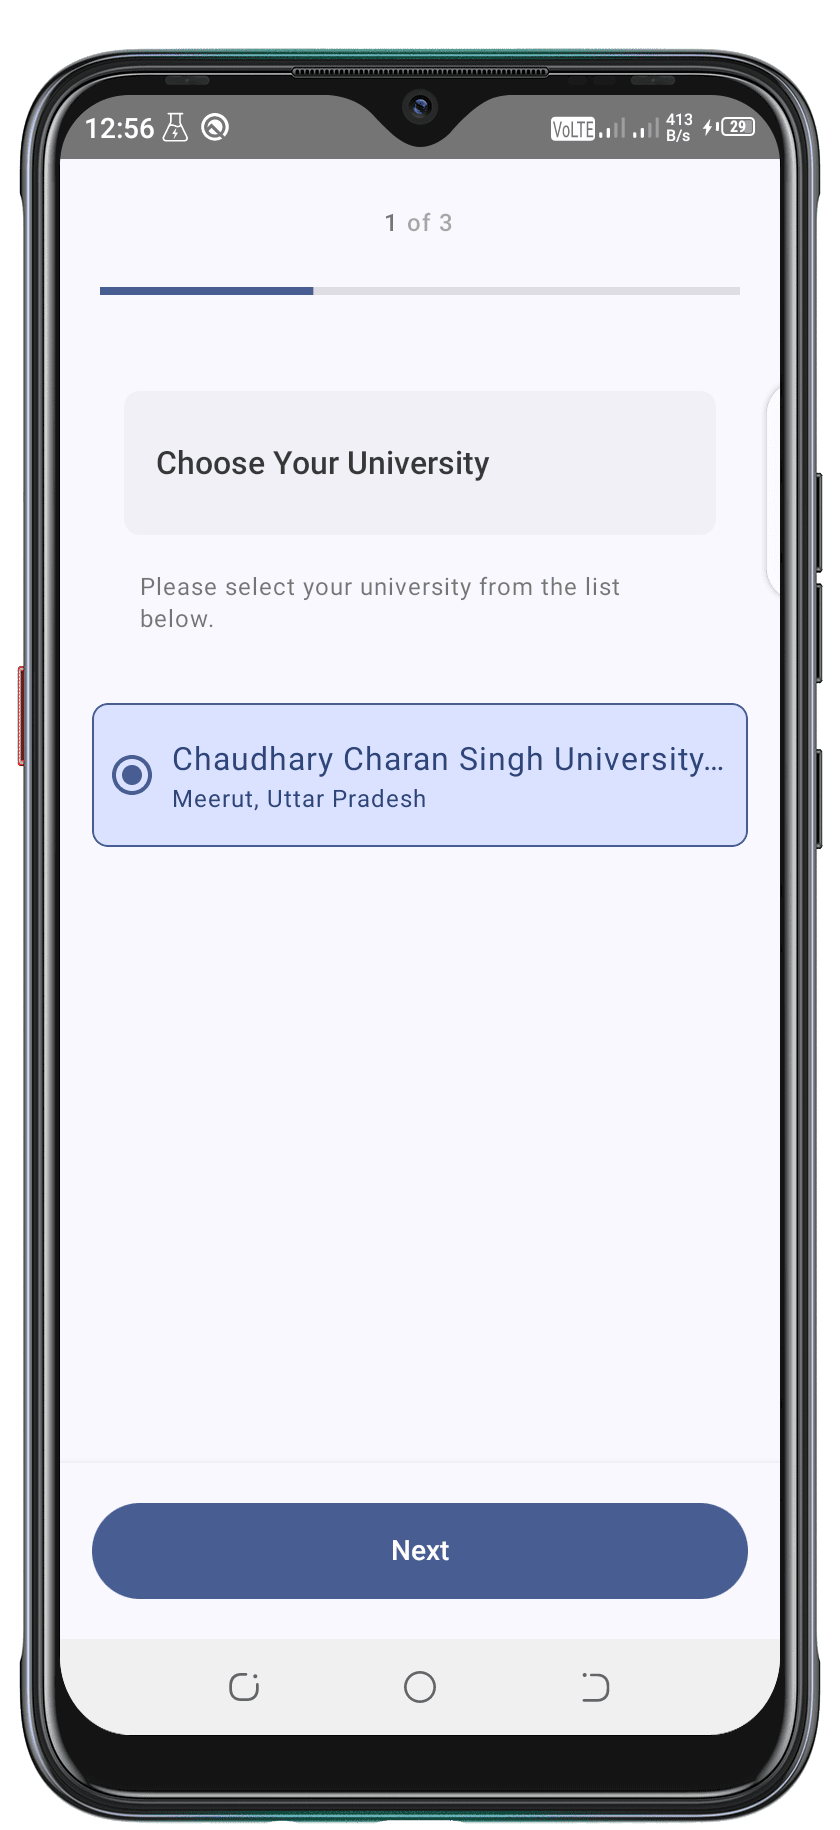 12:56 VoLTE 413 B/s 29
1 of 3
Choose Your University
Please select your university from the list
below.
Chaudhary Charan Singh University...
Meerut, Uttar Pradesh
Next